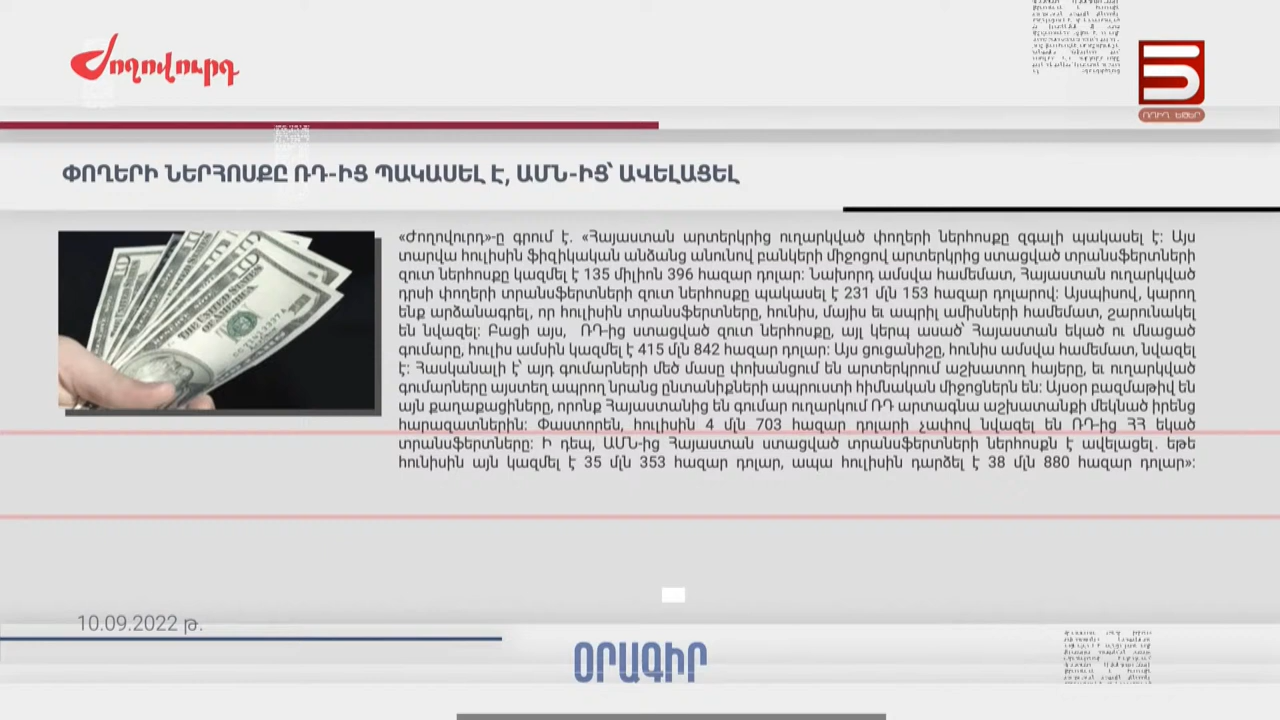 Ժողովուրդ
5
ՈՒՂԻՂ ԵԹԵՐ
ՓՈՂԵՐԻ ՆԵՐՀՈՍՔԸ ՌԴ-ԻՑ ՊԱԿԱՍԵԼ Է, ԱՄՆ-ԻՑ՝ ԱՎԵԼԱՑԵԼ
«Ժողովուրդ»-ը գրում է. «Հայաստան արտերկրից ուղարկված փողերի ներհոսքը զգալի պակասել է: Այս
տարվա հուլիսին ֆիզիկական անձանց անունով բանկերի միջոցով արտերկրից ստացված տրանսֆերտների
զուտ ներհոսքը կազմել է 135 միլիոն 396 հազար դոլար: Նախորդ ամսվա համեմատ, Հայաստան ուղարկված
դրսի փողերի տրանսֆերտների զուտ ներհոսքը պակասել է 231 մլն 153 հազար դոլարով: Այսպիսով, կարող
ենք արձանագրել, որ հուլիսին տրանսֆերտները, հունիս, մայիս եւ ապրիլ ամիսների համեմատ, շարունակել
են նվազել: Բացի այս, ՌԴ-ից ստացված զուտ ներհոսքը, այլ կերպ ասած՝ Հայաստան եկած ու մնացած
գումարը, հուլիս ամսին կազմել է 415 մլն 842 հազար դոլար: Այս ցուցանիշը, հունիս ամսվա համեմատ, նվազել
է: Հասկանալի է՝ այդ գումարների մեծ մասը փոխանցում են արտերկրում աշխատող հայերը, եւ ուղարկված
գումարները այստեղ ապրող նրանց ընտանիքների ապրուստի հիմնական միջոցներն են: Այսօր բազմաթիվ են
այն քաղաքացիները, որոնք Հայաստանից են գումար ուղարկում ՌԴ արտագնա աշխատանքի մեկնած իրենց
հարազատներին: Փաստորեն, հուլիսին 4 մլն 703 հազար դոլարի չափով նվազել են ՌԴ-ից ՀՀ եկած
տրանսֆերտները: Ի դեպ, ԱՄՆ-ից Հայաստան ստացված տրանսֆերտների ներհոսքն է ավելացել. եթե
հունիսին այն կազմել է 35 մլն 353 հազար դոլար, ապա հուլիսին դարձել է 38 մլն 880 հազար դոլար»:
10.09.2022 թ.
ՕՐԱԳԻՐ